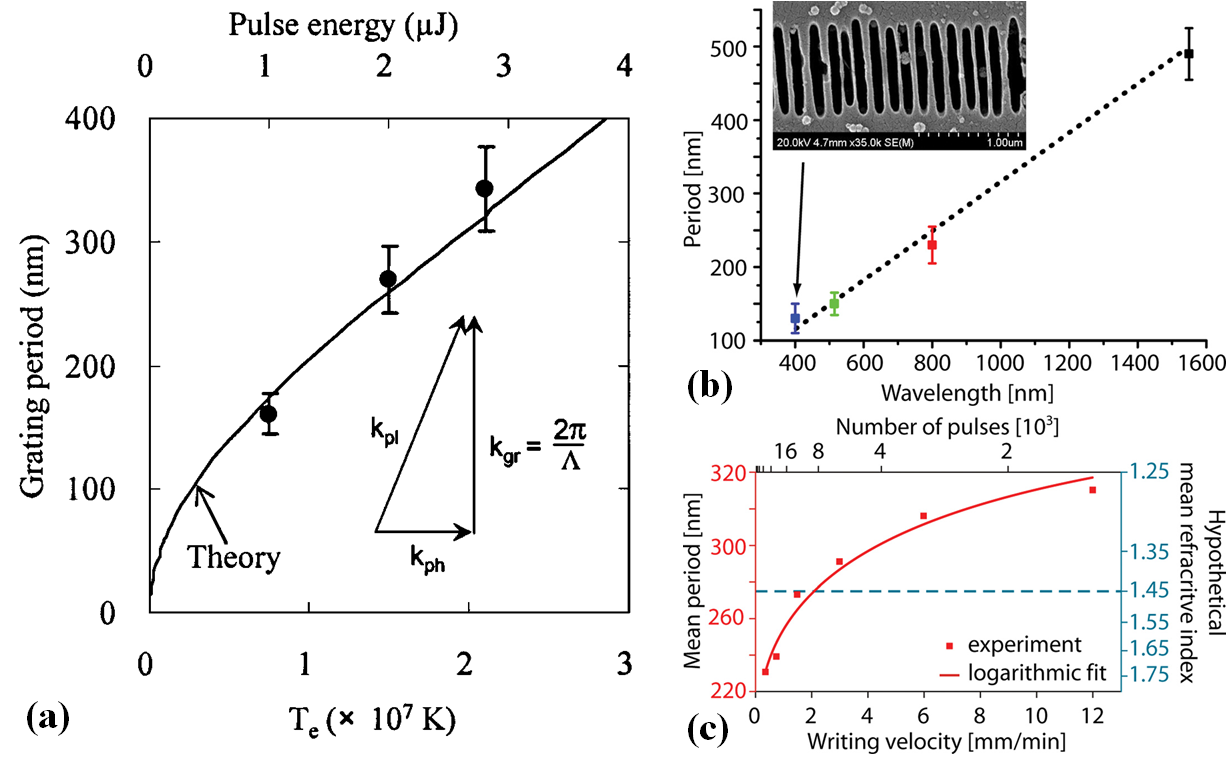 Pulse energy (μJ)
0 1 2 3 4
400
300
200
100
0
Grating period (nm)
Theory
k_pl
k_gr = 2π/Λ
k_ph
0 1 2 3
T_e (× 10^7 K)
(a)
500
400
300
200
100
Period [nm]
20.0kV 4.7mm x35.0k SE(M) 1.00um
400 600 800 1000 1200 1400 1600
Wavelength [nm]
(b)
Number of pulses [10^3]
16 8 4 2
320
300
260
220
Mean period [nm]
1.25
1.35
1.45
1.55
1.65
1.75
Hypothetical
mean refracritve index
experiment
logarithmic fit
0 2 4 6 8 10 12
Writing velocity [mm/min]
(c)